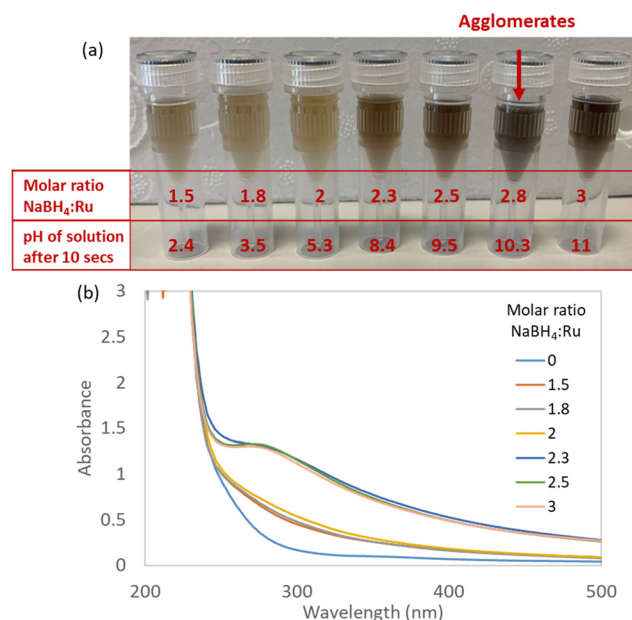 Agglomerates
(a)
Molar ratio
NaBH₄:Ru
1.5 1.8 2 2.3 2.5 2.8 3
pH of solution
after 10 secs
2.4 3.5 5.3 8.4 9.5 10.3 11
(b)
Molar ratio
NaBH₄:Ru
0
1.5
1.8
2
2.3
2.5
3
Absorbance
3
2.5
2
1.5
1
0.5
0
200 300 400 500
Wavelength (nm)